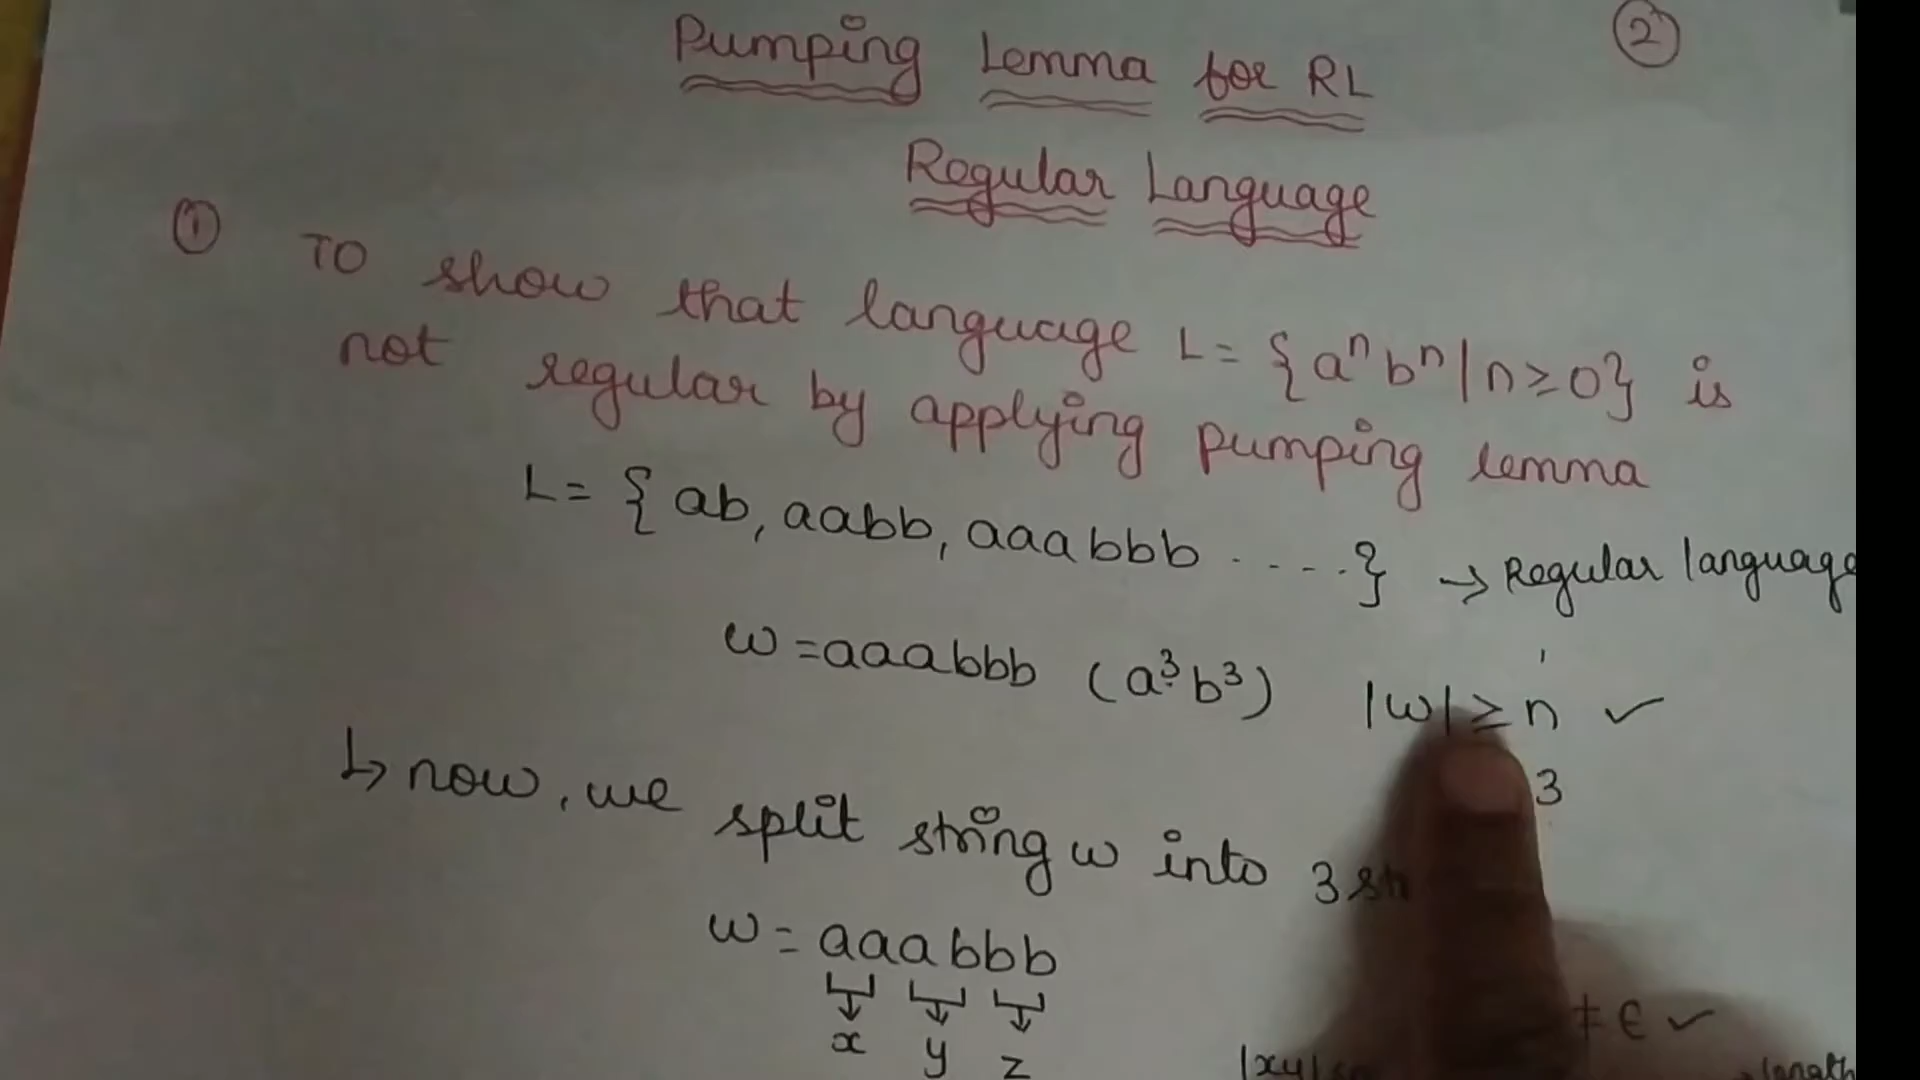 Pumping Lemma for RL
②
Regular Language
① TO show that language L = {aⁿbⁿ | n ≥ 0} is
not regular by applying pumping lemma
L = { ab, aabb, aaabbb ....} → Regular language
w = aaabbb (a³b³) |w| ≥ n ✓
3
↳ now, we split string w into 3
w = aaabbb
x y z
≠ ∈ ✓
|xy|